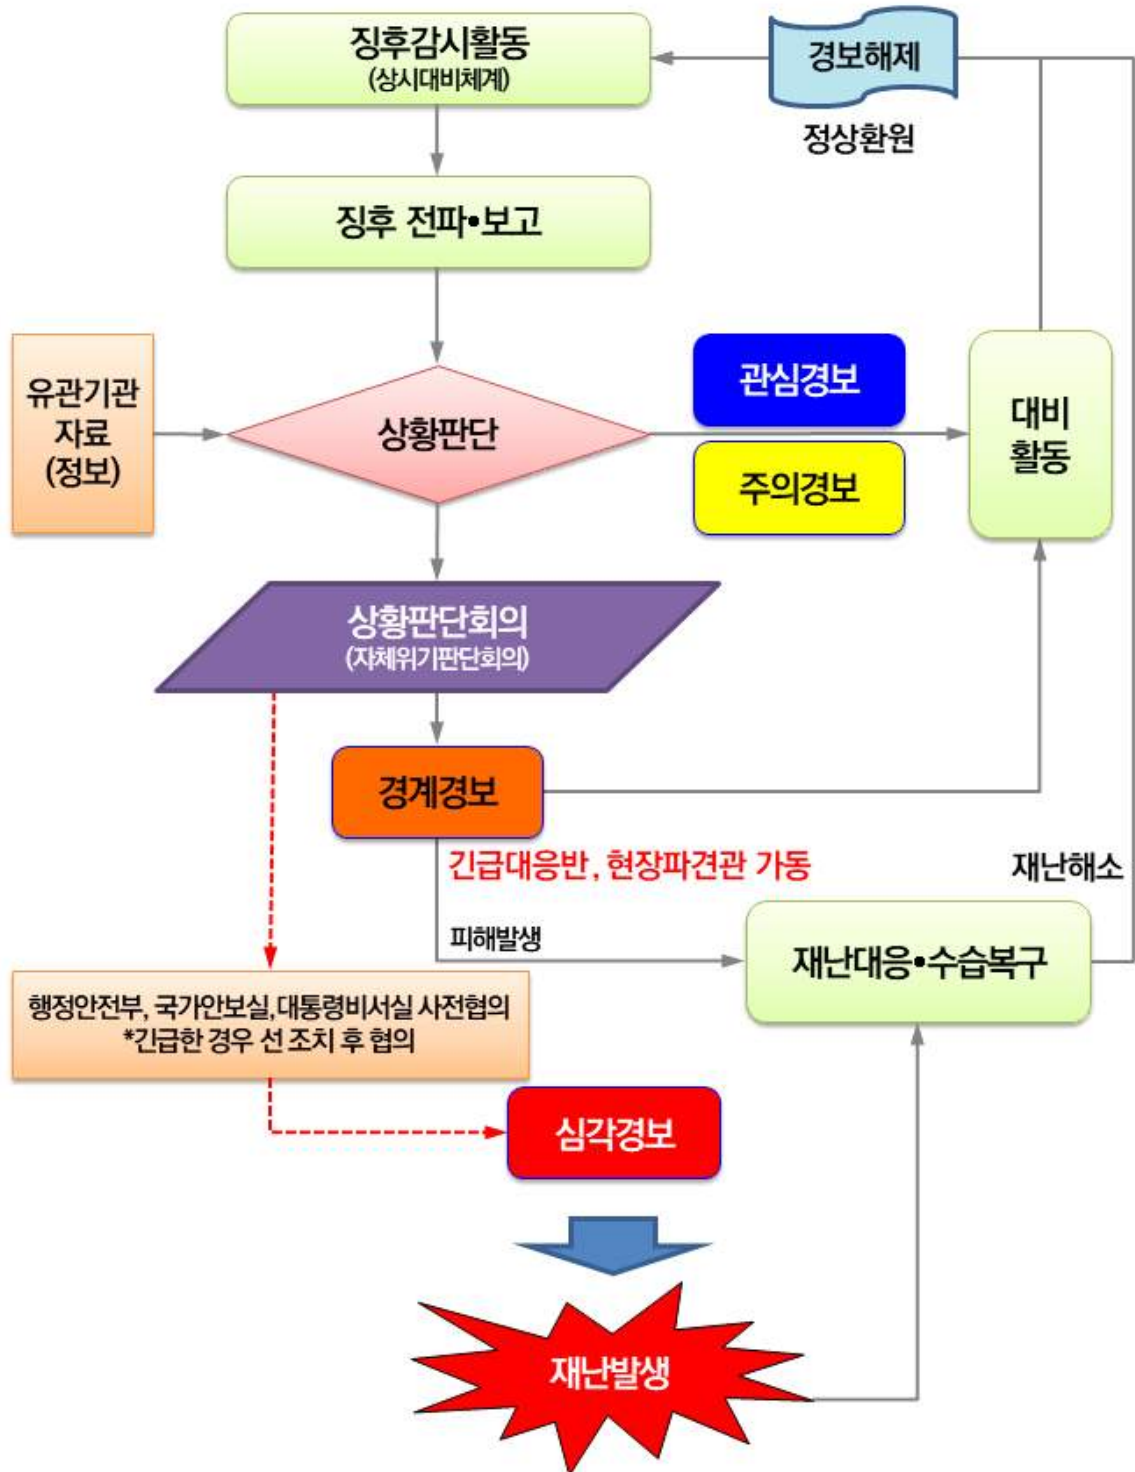 징후감시활동
(상시대비체계)
경보해제
정상환원
징후 전파•보고
유관기관
자료
(정보)
상황판단
관심경보
주의경보
대비
활동
상황판단회의
(자체위기판단회의)
경계경보
긴급대응반, 현장파견관 가동
재난해소
피해발생
재난대응•수습복구
행정안전부, 국가안보실,대통령비서실 사전협의
*긴급한 경우 선 조치 후 협의
심각경보
재난발생